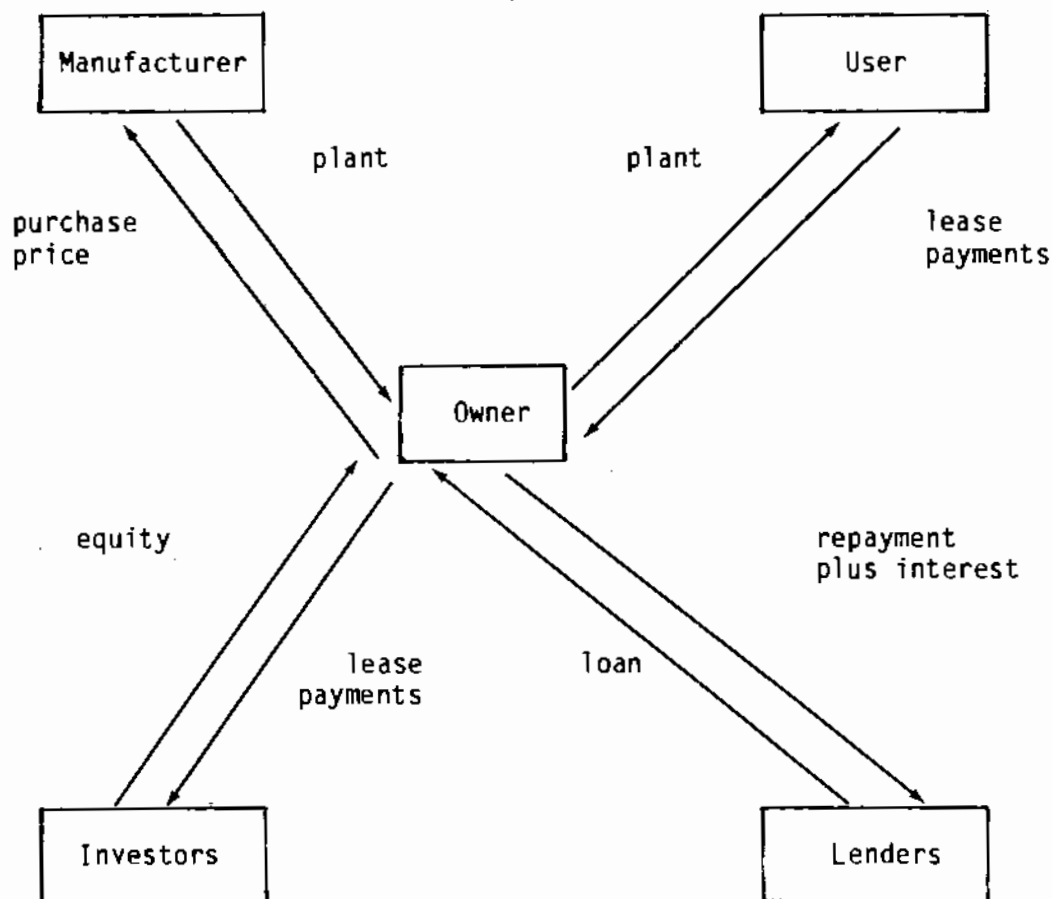 Manufacturer
User
plant
plant
purchase
price
lease
payments
Owner
equity
repayment
plus interest
lease
payments
loan
Investors
Lenders